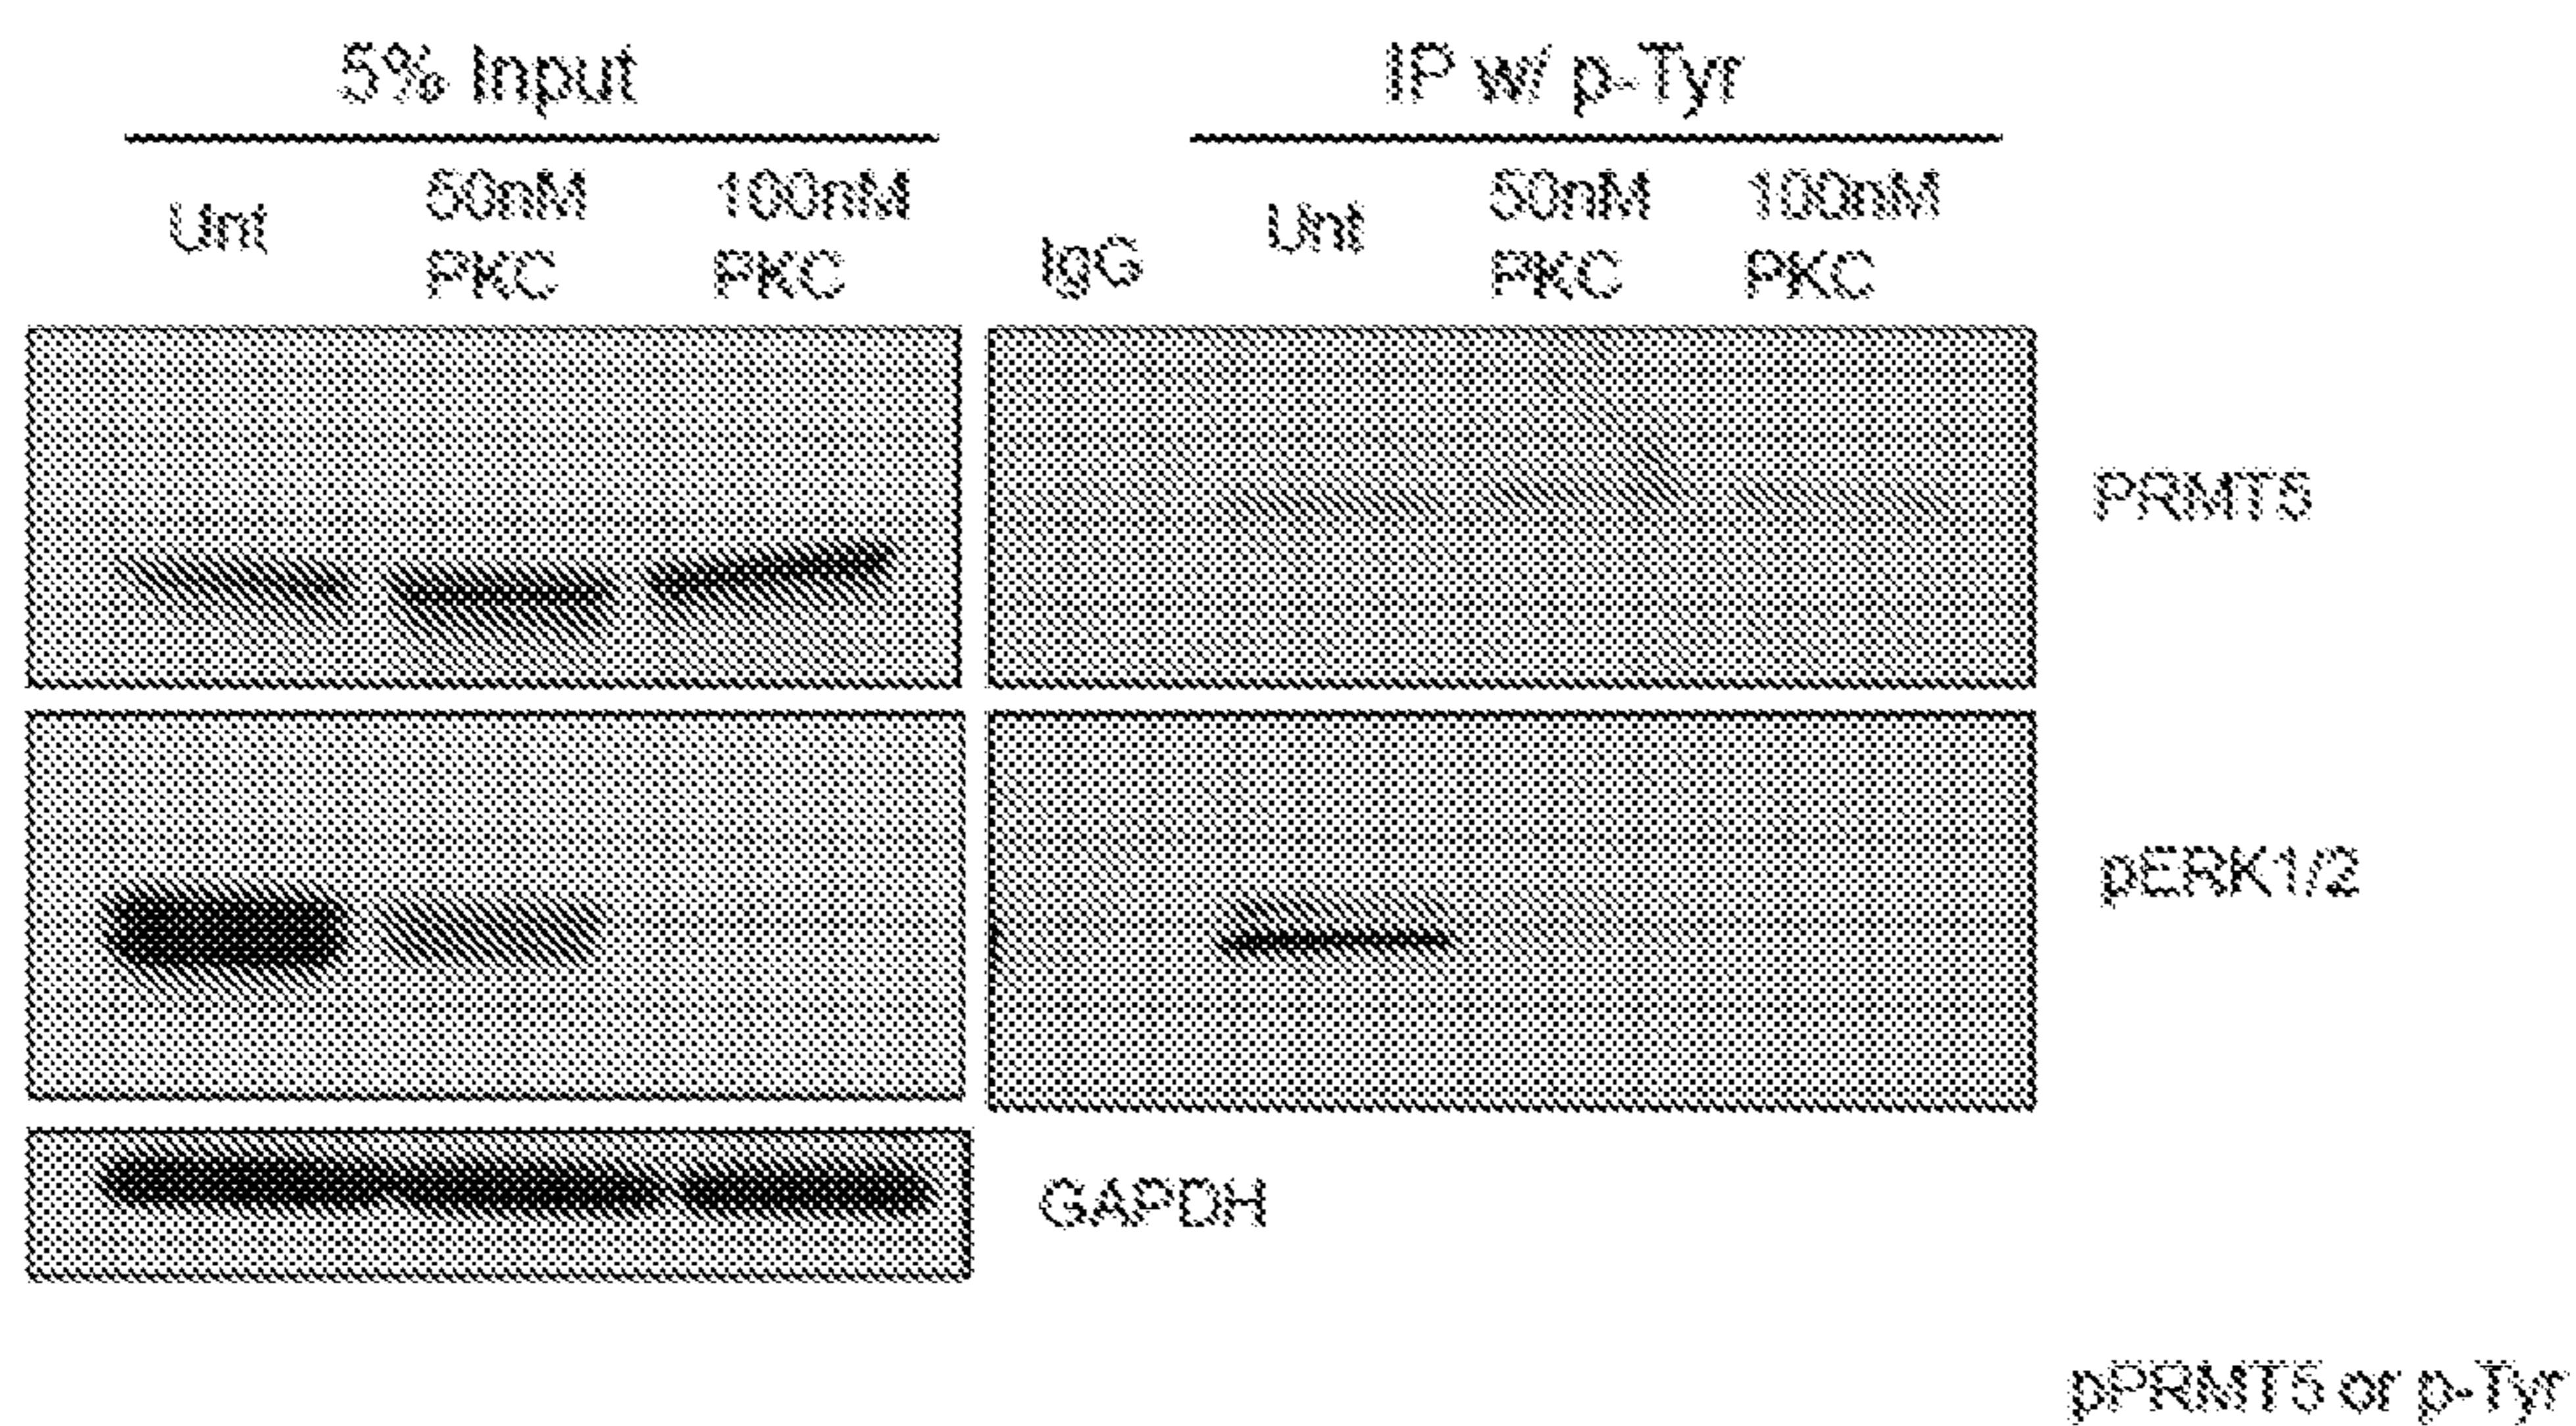 5% Input
IP w/ p-Tyr
Unt
50nM
PKC
100nM
PKC
IgG
Unt
50nM
PKC
100nM
PKC
PRMT5
pERK1/2
GAPDH
pPRMT5 or p-Tyr